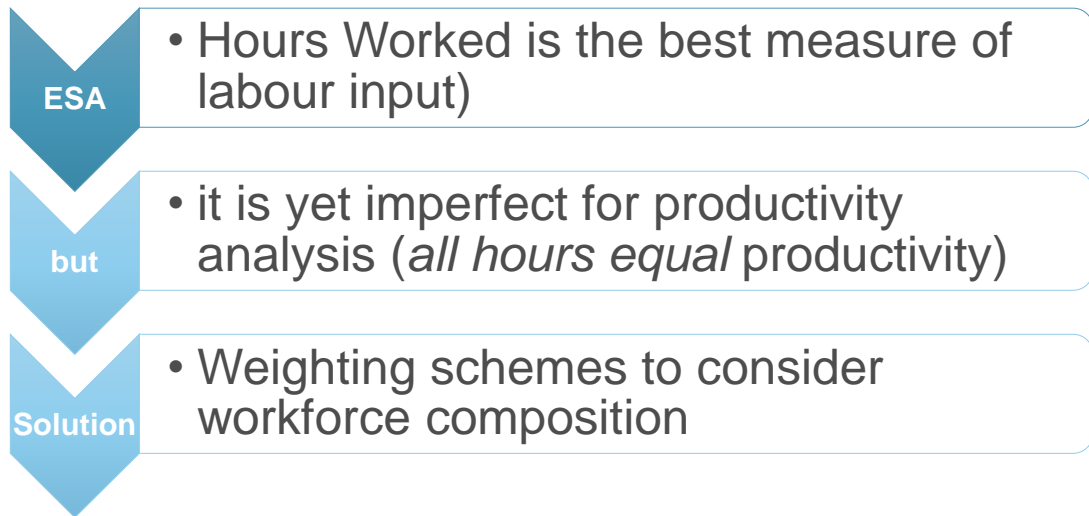 ESA
• Hours Worked is the best measure of
labour input)
but
• it is yet imperfect for productivity
analysis (all hours equal productivity)
Solution
• Weighting schemes to consider
workforce composition